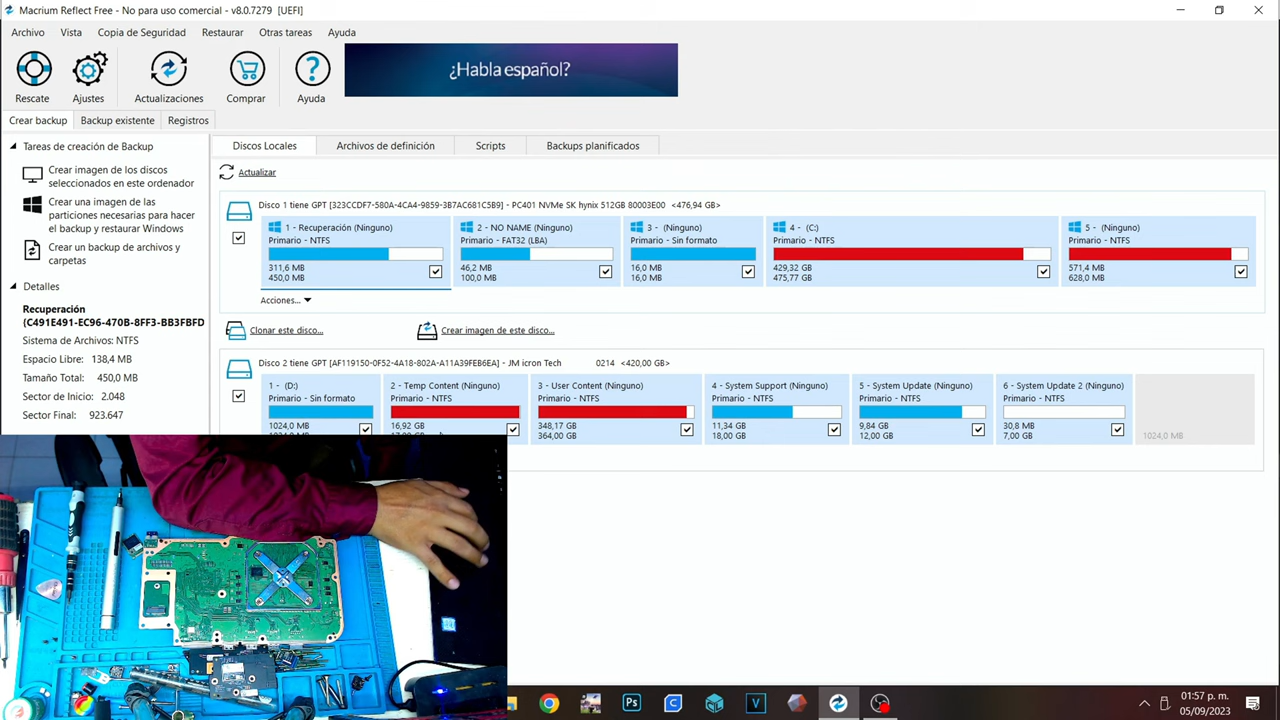 Macrium Reflect Free - No para uso comercial - v8.0.7279 [UEFI]
Archivo Vista Copia de Seguridad Restaurar Otras tareas Ayuda
¿Habla español?
Rescate Ajustes Actualizaciones Comprar Ayuda
Crear backup Backup existente Registros
Tareas de creación de Backup
Crear imagen de los discos
seleccionados en este ordenador
Crear una imagen de las
particiones necesarias para hacer
el backup y restaurar Windows
Crear un backup de archivos y
carpetas
Detalles
Recuperación
(C491E491-EC96-470B-8FF3-BB3FBFD
Sistema de Archivos: NTFS
Espacio Libre: 138,4 MB
Tamaño Total: 450,0 MB
Sector de Inicio: 2.048
Sector Final: 923.647
Discos Locales Archivos de definición Scripts Backups planificados
Actualizar
Disco 1 tiene GPT [323CCDF7-580A-4CA4-9859-3B7AC681C5B9] - PC401 NVMe SK hynix 512GB 80003E00 <476,94 GB>
1 - Recuperación (Ninguno)
Primario - NTFS
311,6 MB
450,0 MB
2 - NO NAME (Ninguno)
Primario - FAT32 (LBA)
46,2 MB
100,0 MB
3 - (Ninguno)
Primario - Sin formato
16,0 MB
16,0 MB
4 - (C:)
Primario - NTFS
429,32 GB
475,77 GB
5 - (Ninguno)
Primario - NTFS
571,4 MB
628,0 MB
Acciones...
Clonar este disco... Crear imagen de este disco...
Disco 2 tiene GPT [AF119150-0F52-4A18-802A-A11A39FEB6EA] - JM icron Tech 0214 <420,00 GB>
1 - (D:)
Primario - Sin formato
1024,0 MB
2 - Temp Content (Ninguno)
Primario - NTFS
16,92 GB
3 - User Content (Ninguno)
Primario - NTFS
348,17 GB
364,00 GB
4 - System Support (Ninguno)
Primario - NTFS
11,34 GB
18,00 GB
5 - System Update (Ninguno)
Primario - NTFS
9,84 GB
12,00 GB
6 - System Update 2 (Ninguno)
Primario - NTFS
30,8 MB
7,00 GB
1024,0 MB
Ps
V
01:57 p. m.
05/09/2023